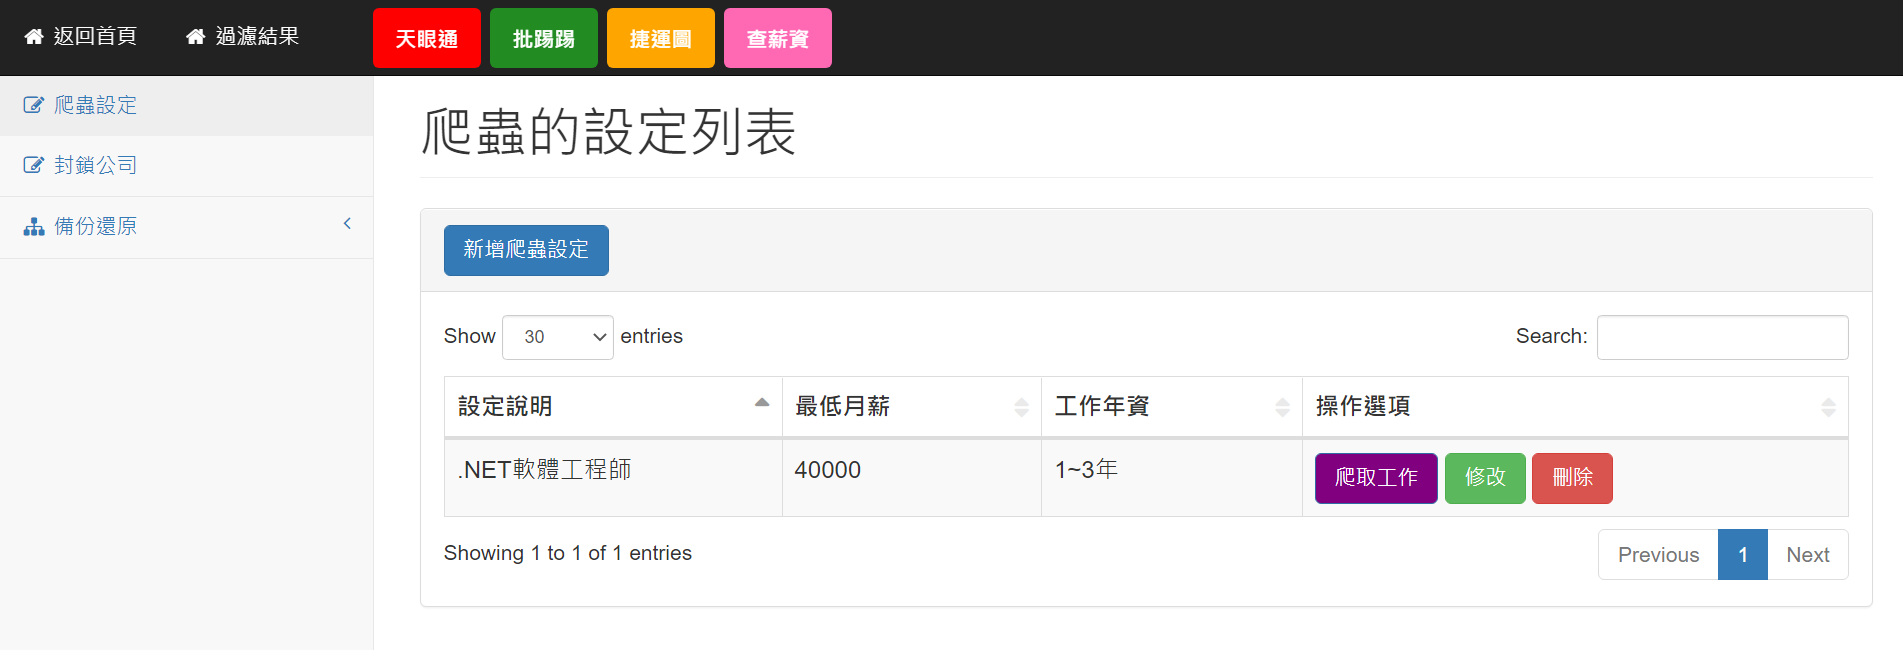 返回首頁 過濾結果 天眼通 批踢踢 捷運圖 查薪資
爬蟲設定
封鎖公司
備份還原
爬蟲的設定列表
新增爬蟲設定
Show 30 entries Search:
設定說明 最低月薪 工作年資 操作選項
.NET軟體工程師 40000 1~3年 爬取工作 修改 刪除
Showing 1 to 1 of 1 entries Previous 1 Next